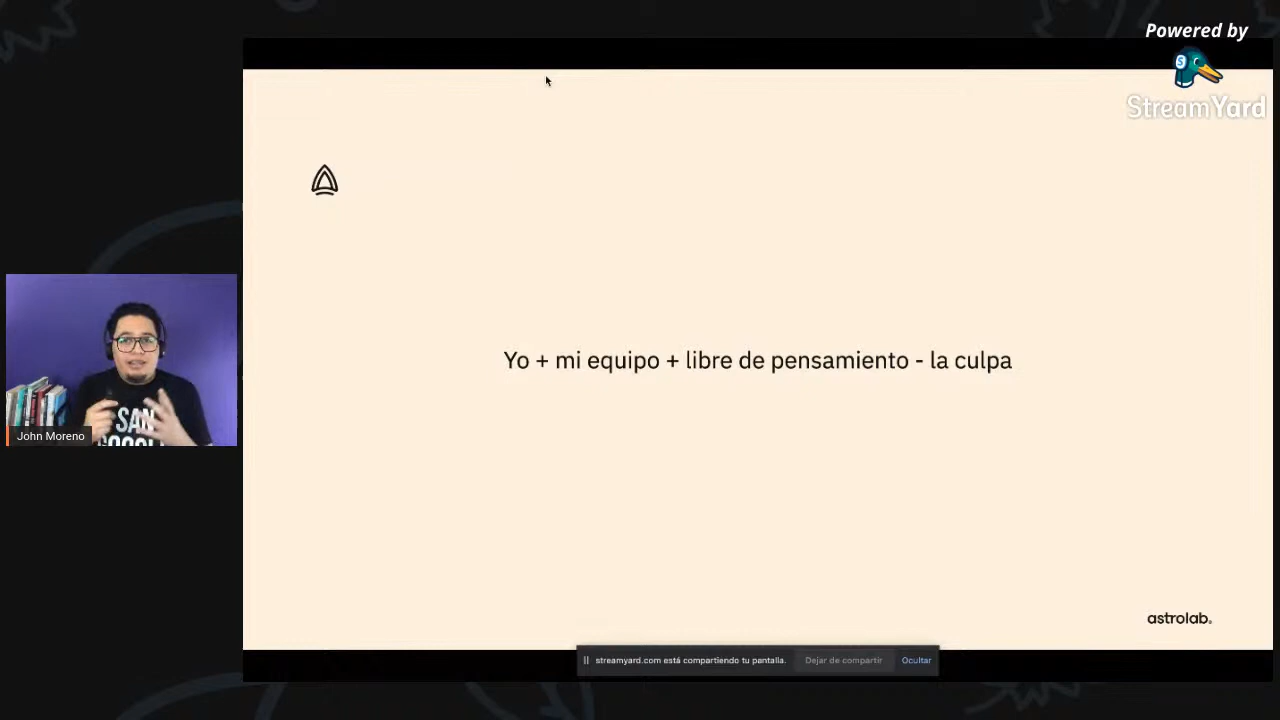 Powered by
StreamYard
Yo + mi equipo + libre de pensamiento - la culpa
SAN
John Moreno
astrolab.
streamyard.com está compartiendo tu pantalla.
Dejar de compartir
Ocultar